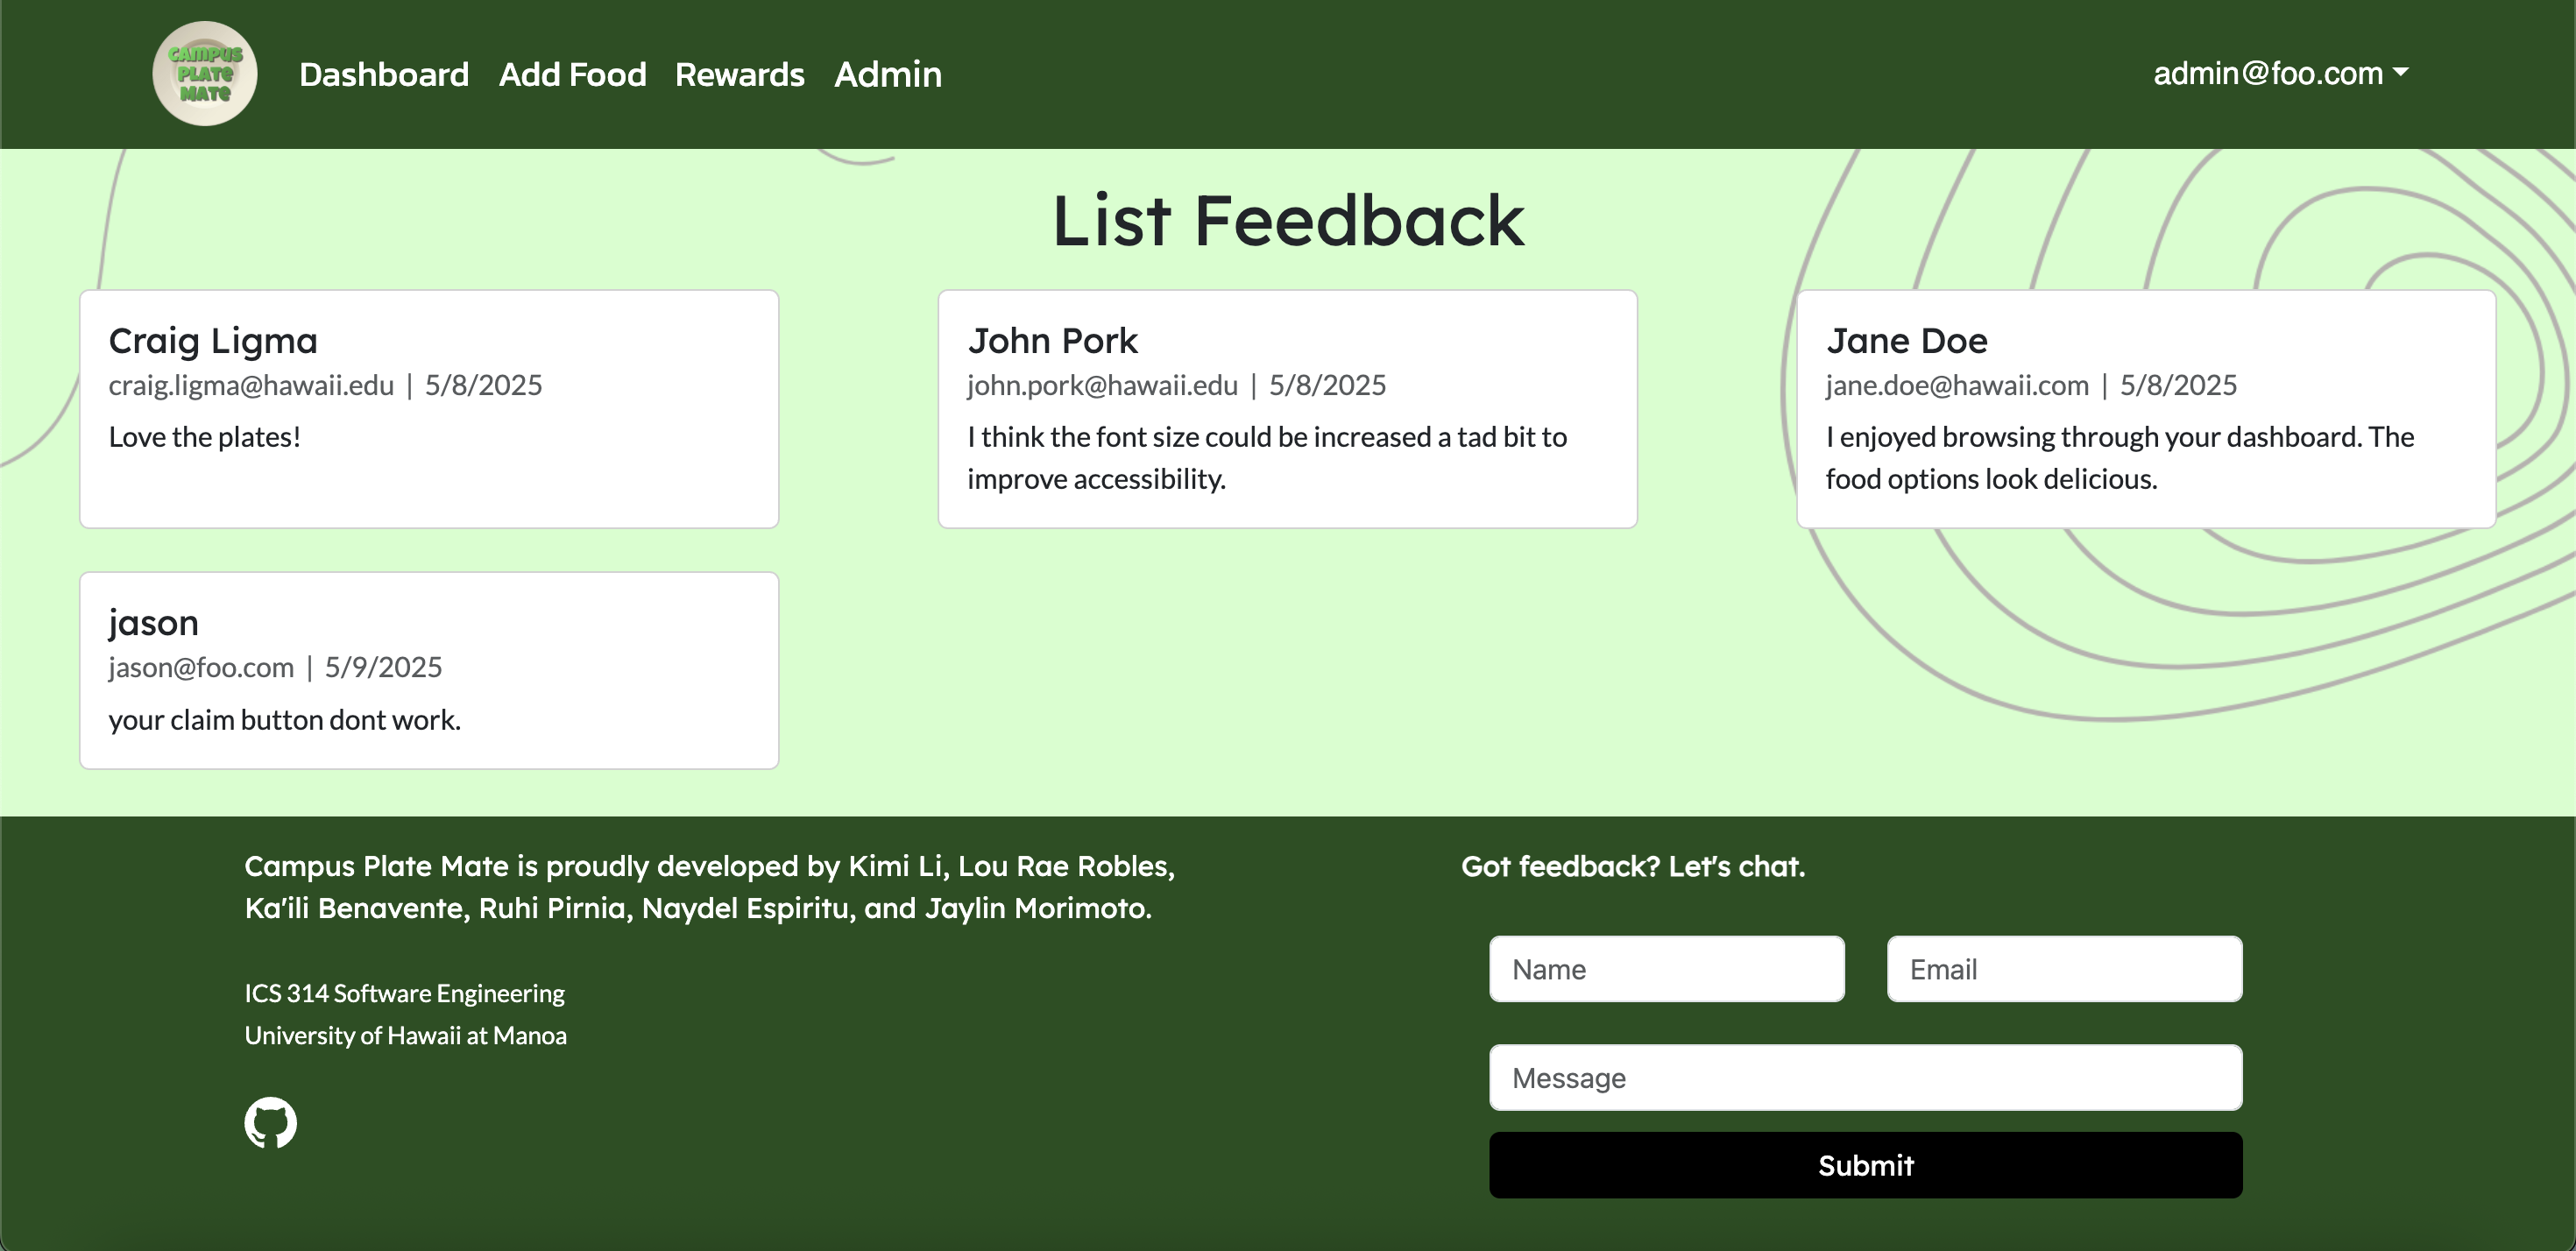 CAMPUS
PLATE
MATE
Dashboard Add Food Rewards Admin
admin@foo.com
List Feedback
Craig Ligma
craig.ligma@hawaii.edu | 5/8/2025
Love the plates!
John Pork
john.pork@hawaii.edu | 5/8/2025
I think the font size could be increased a tad bit to
improve accessibility.
Jane Doe
jane.doe@hawaii.com | 5/8/2025
I enjoyed browsing through your dashboard. The
food options look delicious.
jason
jason@foo.com | 5/9/2025
your claim button dont work.
Campus Plate Mate is proudly developed by Kimi Li, Lou Rae Robles,
Ka'ili Benavente, Ruhi Pirnia, Naydel Espiritu, and Jaylin Morimoto.
ICS 314 Software Engineering
University of Hawaii at Manoa
Got feedback? Let's chat.
Name
Email
Message
Submit